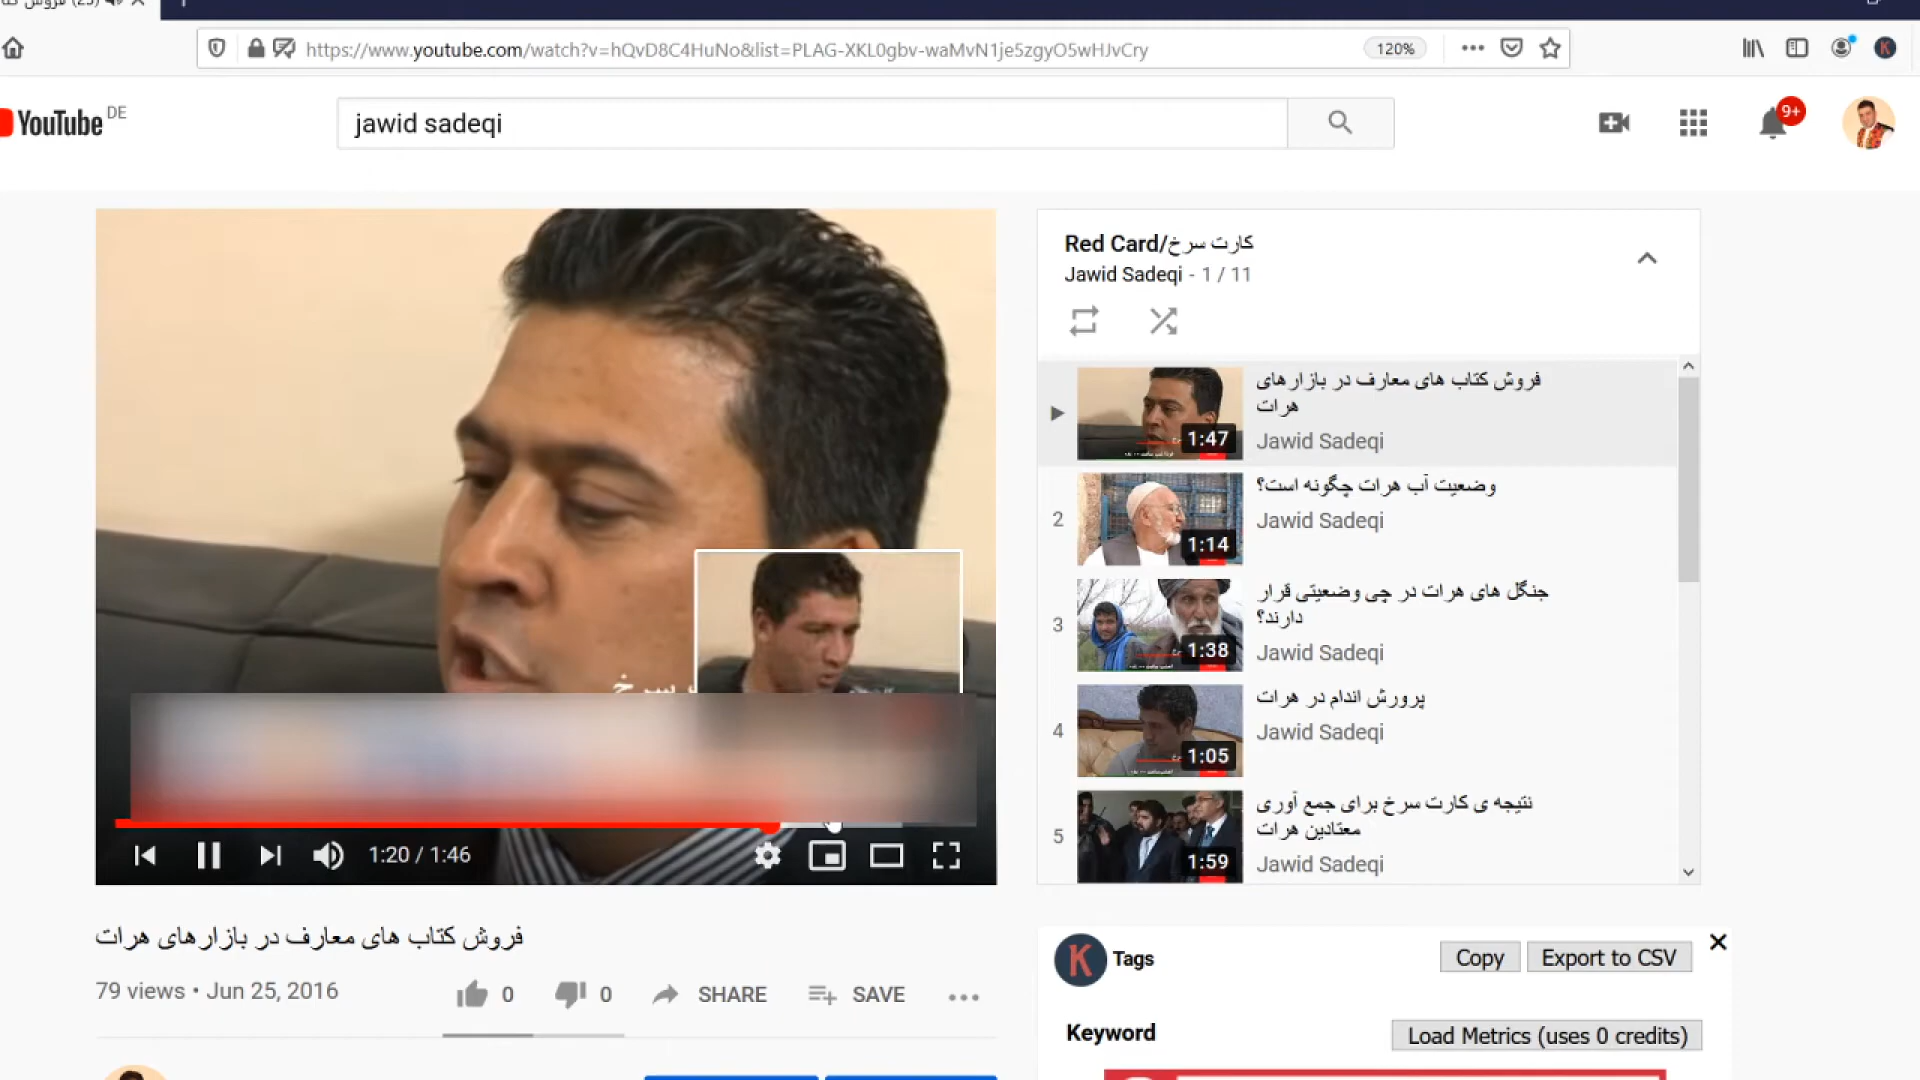 https://www.youtube.com/watch?v=hQvD8C4HuNo&list=PLAG-XKL0gbv-waMvN1je5zgyO5wHJvCry
120%
YouTube DE
jawid sadeqi
9+
Red Card/کارت سرخ
Jawid Sadeqi - 1 / 11
1:47
فروش کتاب های معارف در بازارهای
هرات
Jawid Sadeqi
2
1:14
وضعیت آب هرات چگونه است؟
Jawid Sadeqi
3
1:38
جنگل های هرات در چی وضعیتی قرار
دارند؟
Jawid Sadeqi
4
1:05
پرورش اندام در هرات
Jawid Sadeqi
5
1:59
نتیجه ی کارت سرخ برای جمع آوری
معتادین هرات
Jawid Sadeqi
سرخ
1:20 / 1:46
فروش کتاب های معارف در بازارهای هرات
79 views • Jun 25, 2016
0
0
SHARE
SAVE
K Tags
Copy
Export to CSV
Keyword
Load Metrics (uses 0 credits)